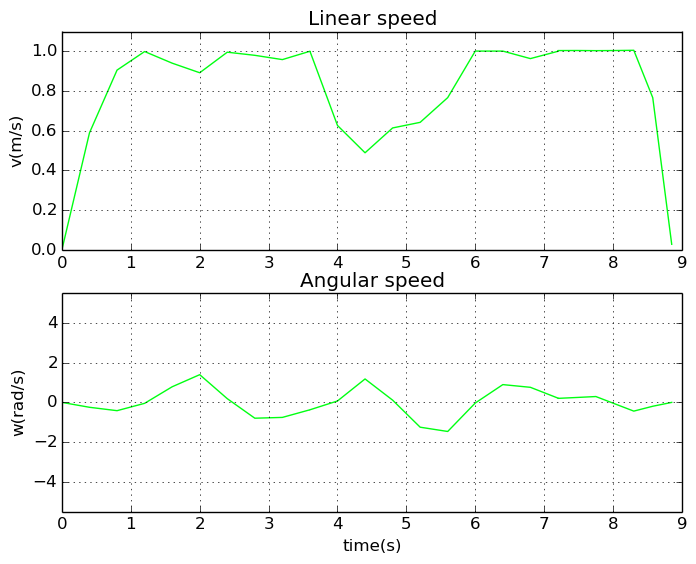 Linear speed
v(m/s)
1.0
0.8
0.6
0.4
0.2
0.0
0 1 2 3 4 5 6 7 8 9
Angular speed
w(rad/s)
4
2
0
−2
−4
0 1 2 3 4 5 6 7 8 9
time(s)